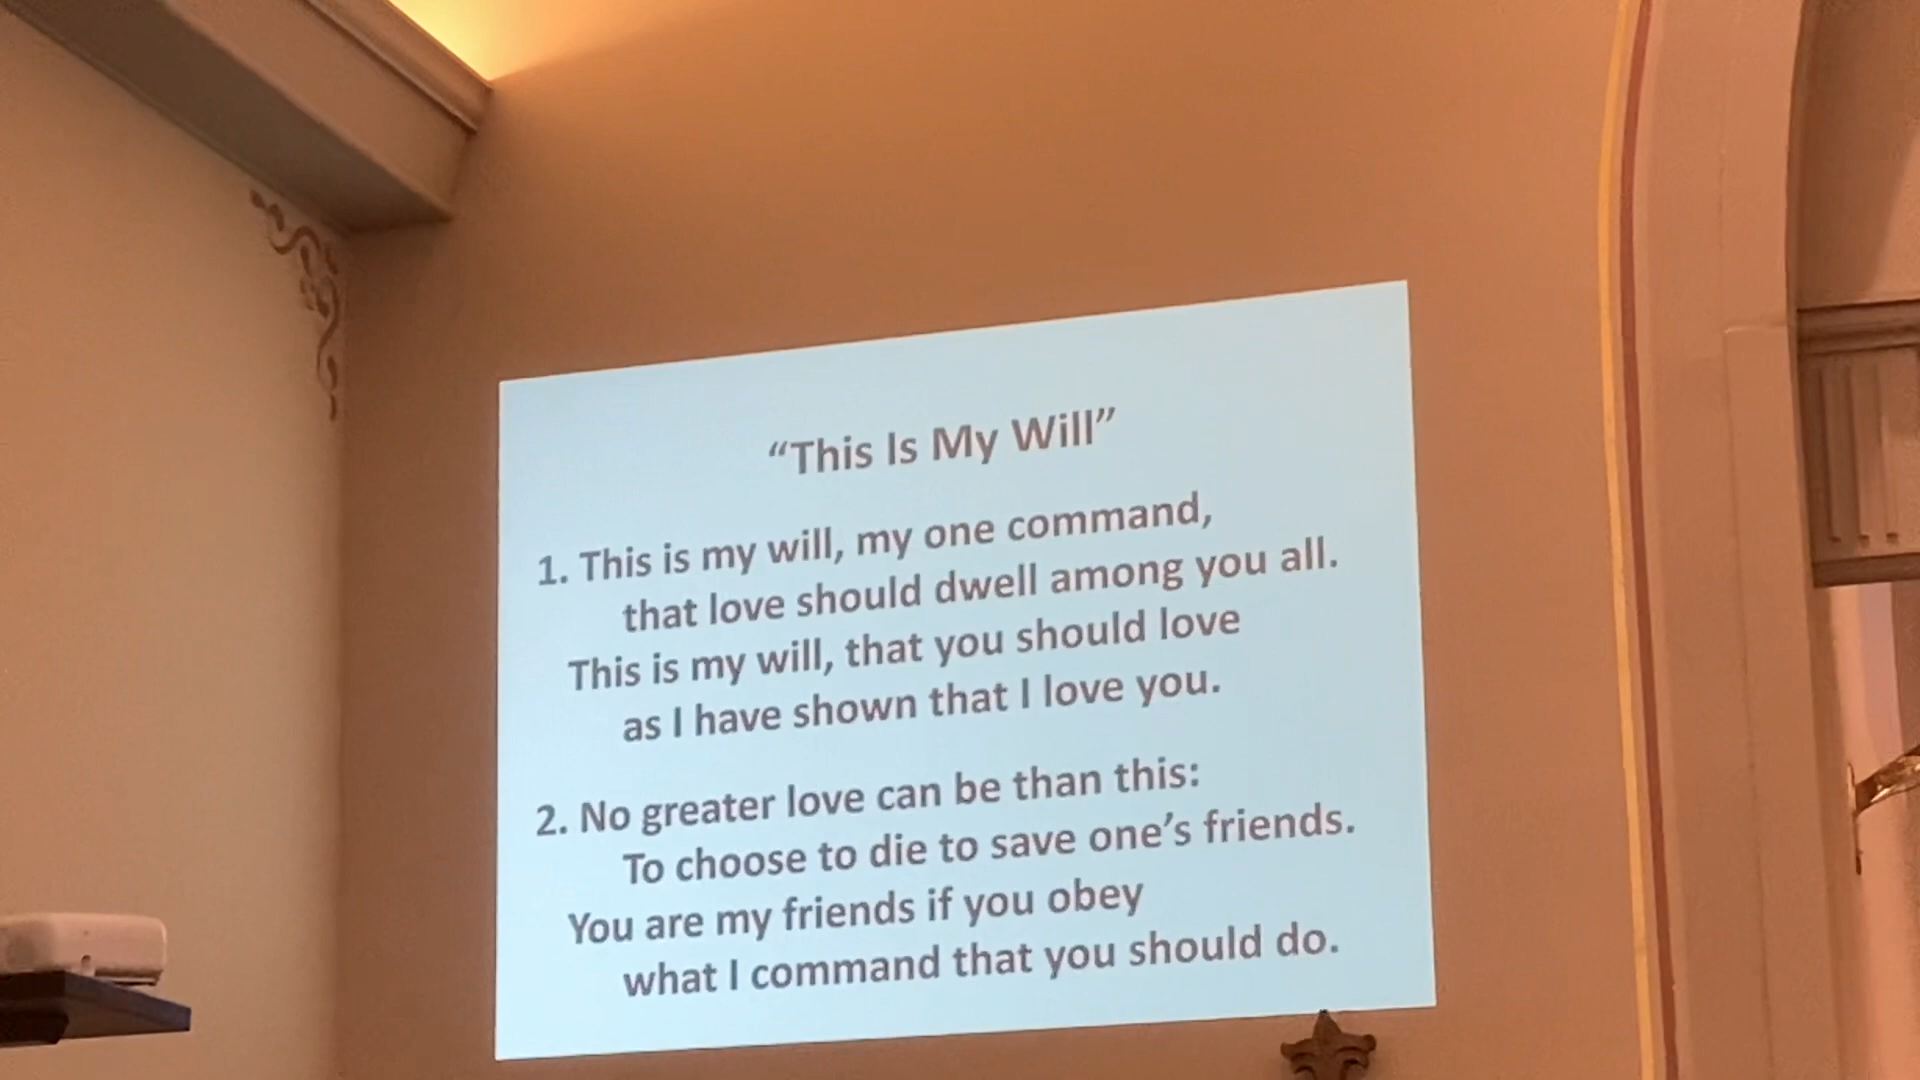 “This Is My Will”
1. This is my will, my one command,
that love should dwell among you all.
This is my will, that you should love
as I have shown that I love you.
2. No greater love can be than this:
To choose to die to save one’s friends.
You are my friends if you obey
what I command that you should do.